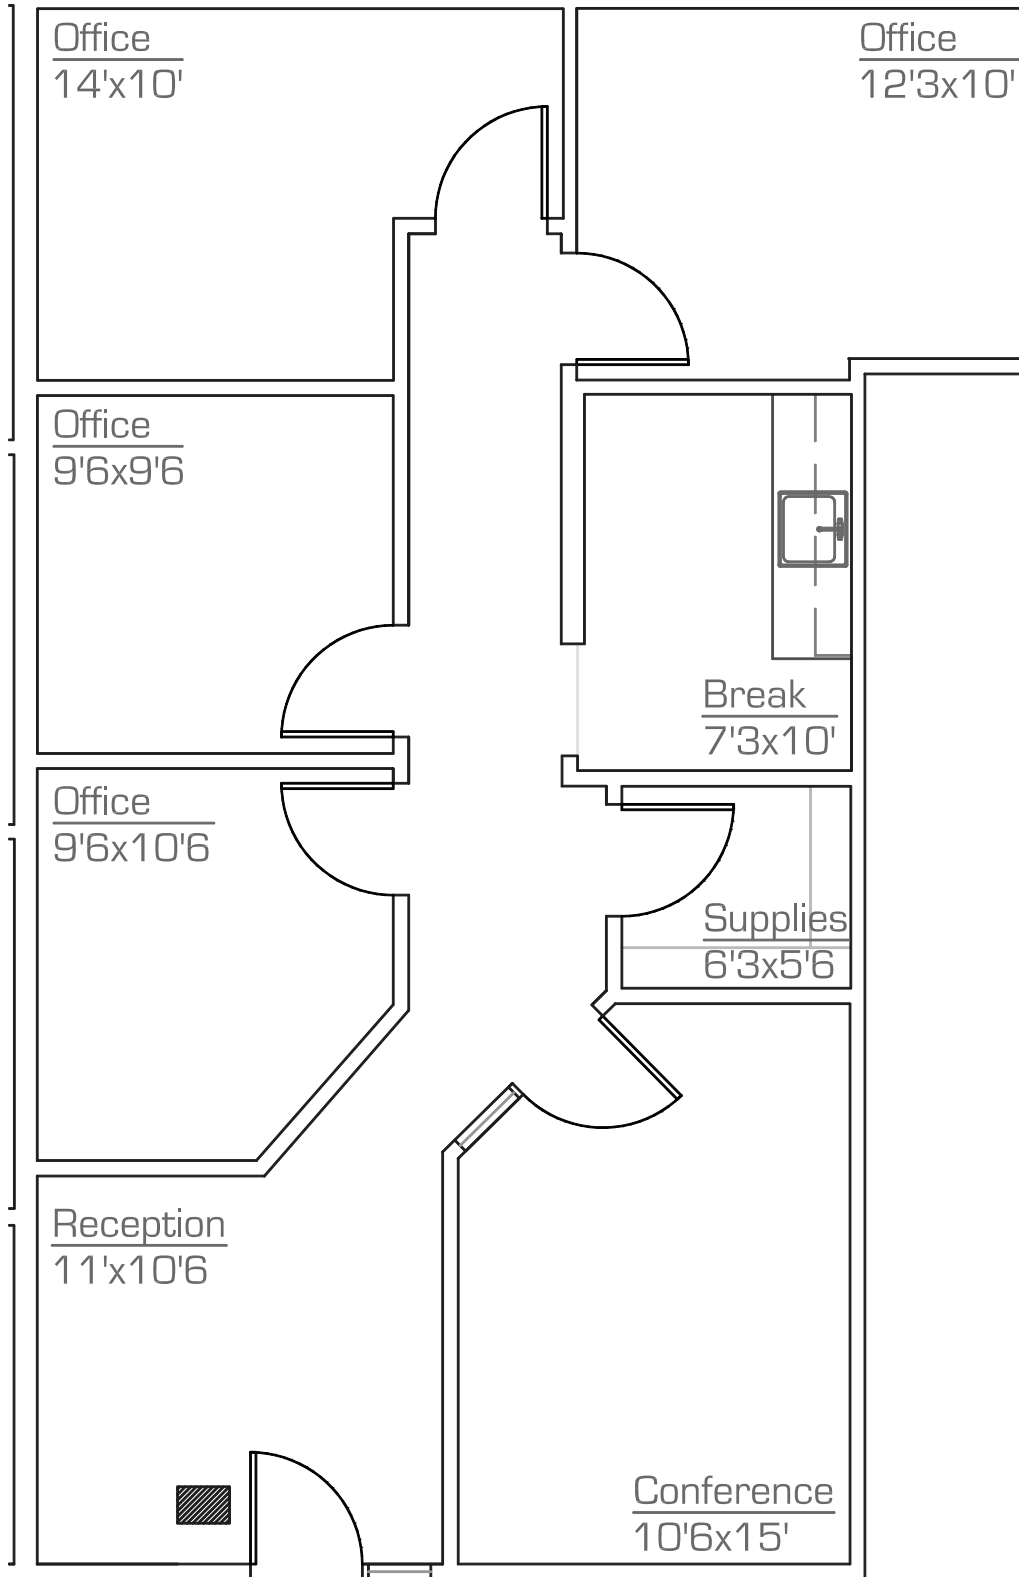 Office
14'x10'
Office
12'3x10'
Office
9'6x9'6
Break
7'3x10'
Office
9'6x10'6
Supplies
6'3x5'6
Reception
11'x10'6
Conference
10'6x15'